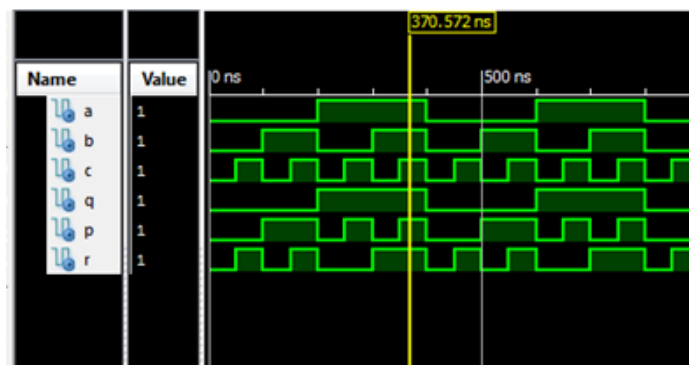 370.572 ns
Name Value 0 ns 500 ns
a 1
b 1
c 1
q 1
p 1
r 1